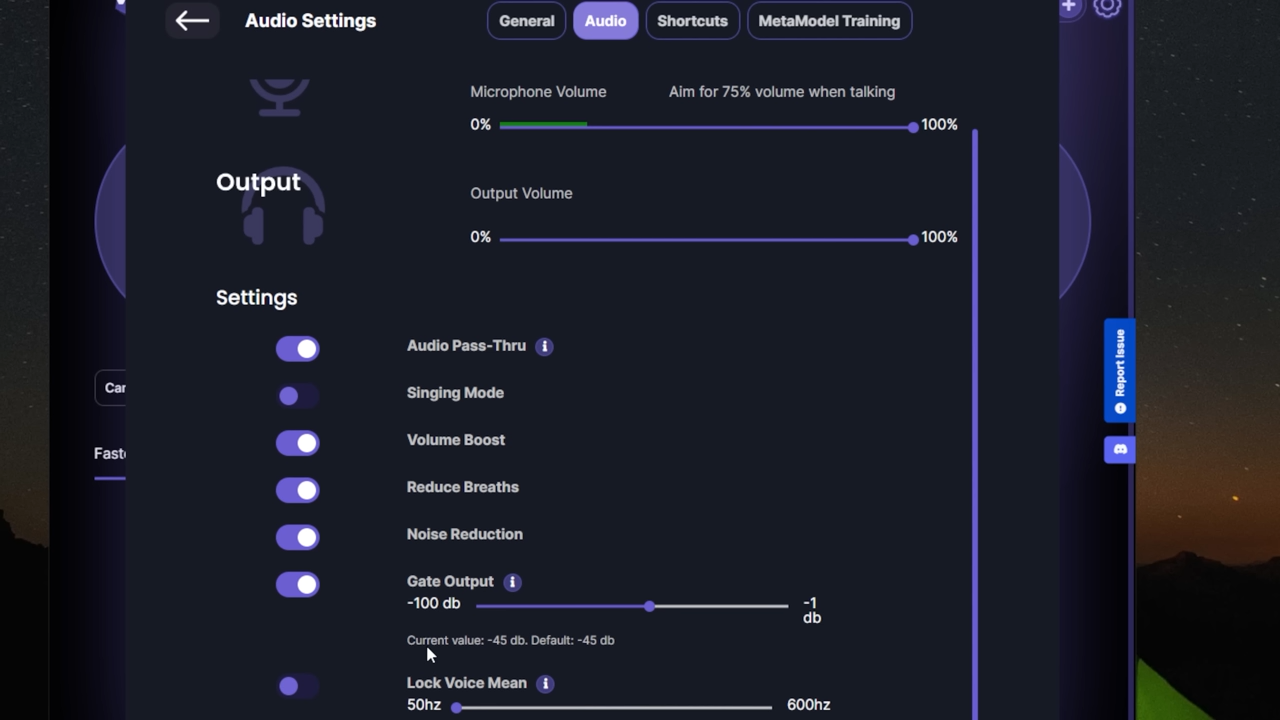 Audio Settings
General
Audio
Shortcuts
MetaModel Training
Microphone Volume
Aim for 75% volume when talking
0%
100%
Output
Output Volume
0%
100%
Settings
Audio Pass-Thru
Singing Mode
Volume Boost
Reduce Breaths
Noise Reduction
Gate Output
-100 db
-1
db
Current value: -45 db. Default: -45 db
Lock Voice Mean
50hz
600hz
Report Issue